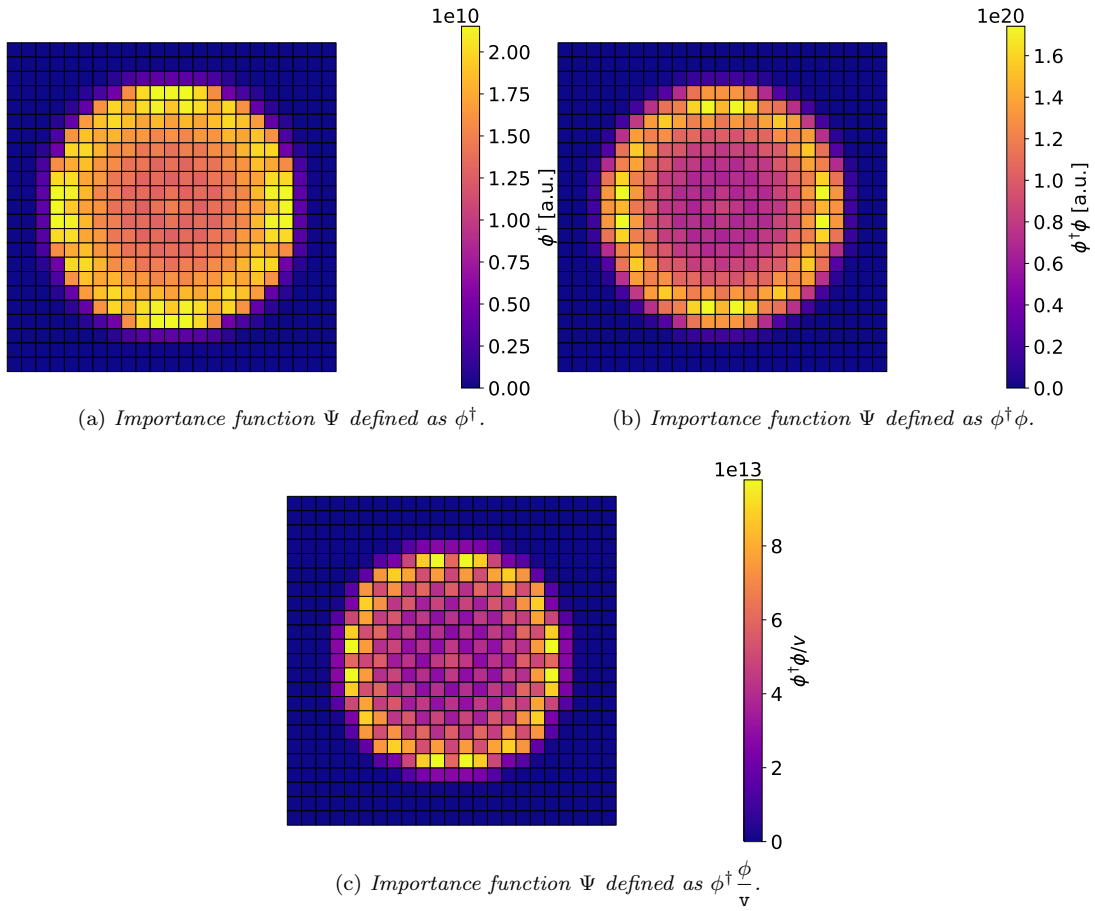 1e10
2.00
1.75
1.50
1.25
1.00
0.75
0.50
0.25
0.00
ϕ† [a.u.]
1e20
1.6
1.4
1.2
1.0
0.8
0.6
0.4
0.2
0.0
ϕ†ϕ [a.u.]
(a) Importance function Ψ defined as ϕ†.
(b) Importance function Ψ defined as ϕ†ϕ.
1e13
8
6
4
2
0
ϕ†ϕ/v
(c) Importance function Ψ defined as ϕ† ϕ/v.